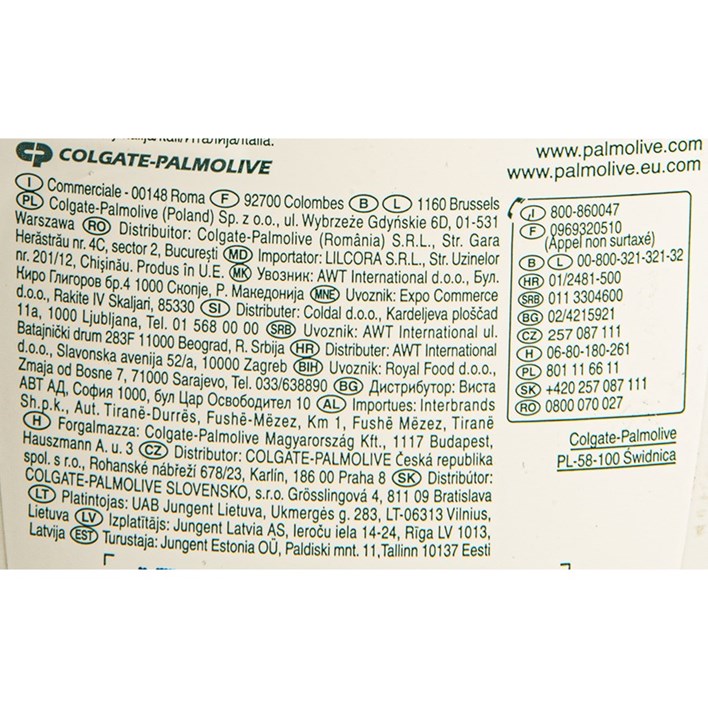 COLGATE-PALMOLIVE
I Commerciale - 00148 Roma F 92700 Colombes B L 1160 Brussels
PL Colgate-Palmolive (Poland) Sp. z o.o., ul. Wybrzeże Gdyńskie 6D, 01-531
Warszawa RO Distribuitor: Colgate-Palmolive (România) S.R.L., Str. Gara
Herăstrău nr. 4C, sector 2, București MD Importator: LILCORA S.R.L., Str. Uzinelor
nr. 201/12, Chișinău. Produs în U.E. MK Увозник: AWT International d.o.o., Бул.
Киро Глигоров бр.4 1000 Скопје, Р. Македонија MNE Uvoznik: Expo Commerce
d.o.o., Rakite IV Skaljari, 85330 SI Distributer: Coldal d.o.o., Kardeljeva ploščad
11a, 1000 Ljubljana, Tel. 01 568 00 00 SRB Uvoznik: AWT International ul.
Batajnički drum 283F 11000 Beograd, R. Srbija HR Distributer: AWT International
d.o.o., Slavonska avenija 52/a, 10000 Zagreb BIH Uvoznik: Royal Food d.o.o.,
Zmaja od Bosne 7, 71000 Sarajevo, Tel. 033/638890 BG Дистрибутор: Виста
АВТ АД, София 1000, бул Цар Освободител 10 AL Importues: Interbrands
Sh.p.k., Aut. Tiranë-Durrës, Fushë-Mëzez, Km 1, Fushë Mëzez, Tiranë
H Forgalmazza: Colgate-Palmolive Magyarország Kft., 1117 Budapest,
Hauszmann A. u. 3 CZ Distributor: COLGATE-PALMOLIVE Česká republika
spol. s r.o., Rohanské nábřeží 678/23, Karlín, 186 00 Praha 8 SK Distribútor:
COLGATE-PALMOLIVE SLOVENSKO, s.r.o. Grösslingová 4, 811 09 Bratislava
LT Platintojas: UAB Jungent Lietuva, Ukmergės g. 283, LT-06313 Vilnius,
Lietuva LV Izplatītājs: Jungent Latvia AS, Ieroču iela 14-24, Rīga LV 1013,
Latvija EST Turustaja: Jungent Estonia OÜ, Paldiski mnt. 11,Tallinn 10137 Eesti
www.palmolive.com
www.palmolive.eu.com
I 800-860047
F 0969320510
(Appel non surtaxé)
B L 00-800-321-321-32
HR 01/2481-500
SRB 011 3304600
BG 02/4215921
CZ 257 087 111
H 06-80-180-261
PL 801 11 66 11
SK +420 257 087 111
RO 0800 070 027
Colgate-Palmolive
PL-58-100 Świdnica